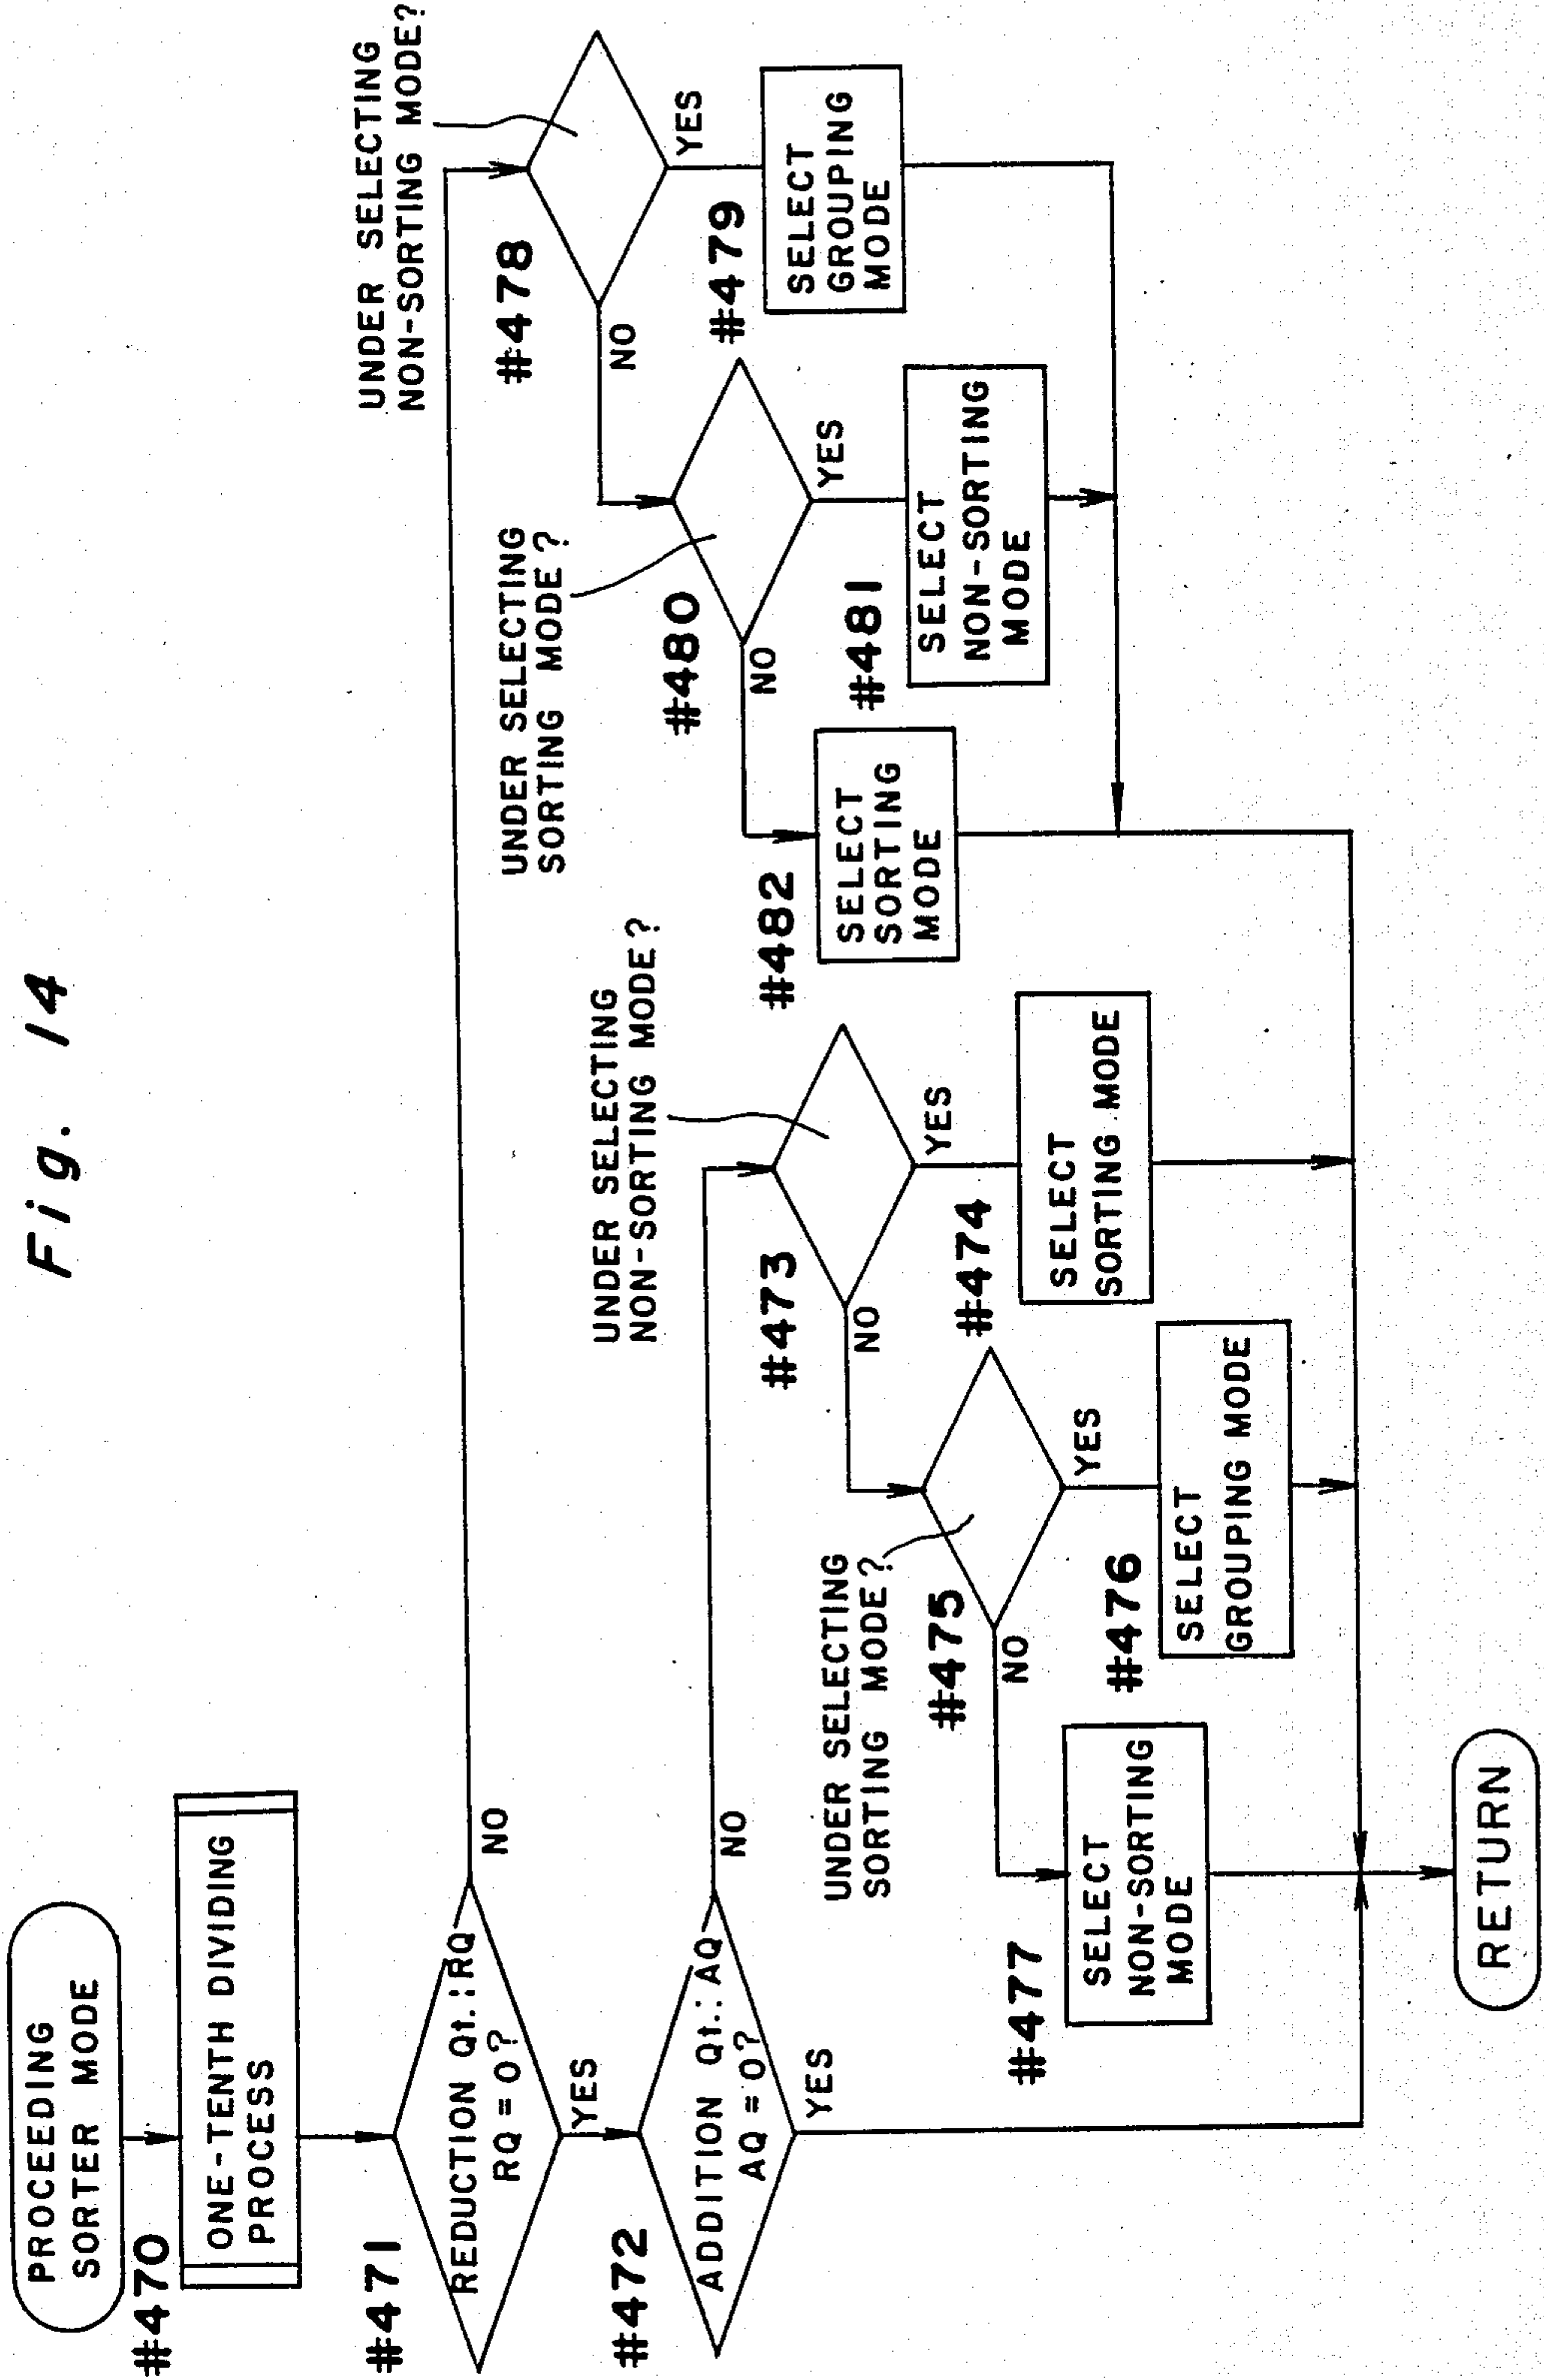 Fig. 14
PROCEEDING
SORTER MODE
#470
ONE-TENTH DIVIDING
PROCESS
#471
REDUCTION Qt.:RQ
RQ = 0?
NO
YES
#472
ADDITION Qt.: AQ
AQ = 0?
NO
YES
UNDER SELECTING
NON-SORTING MODE?
#473
NO
YES
#474
SELECT
SORTING MODE
UNDER SELECTING
SORTING MODE?
#475
NO
YES
#476
SELECT
GROUPING MODE
#477
SELECT
NON-SORTING
MODE
UNDER SELECTING
NON-SORTING MODE?
#478
NO
YES
#479
SELECT
GROUPING
MODE
UNDER SELECTING
SORTING MODE?
#480
NO
YES
#481
SELECT
NON-SORTING
MODE
#482
SELECT
SORTING
MODE
RETURN